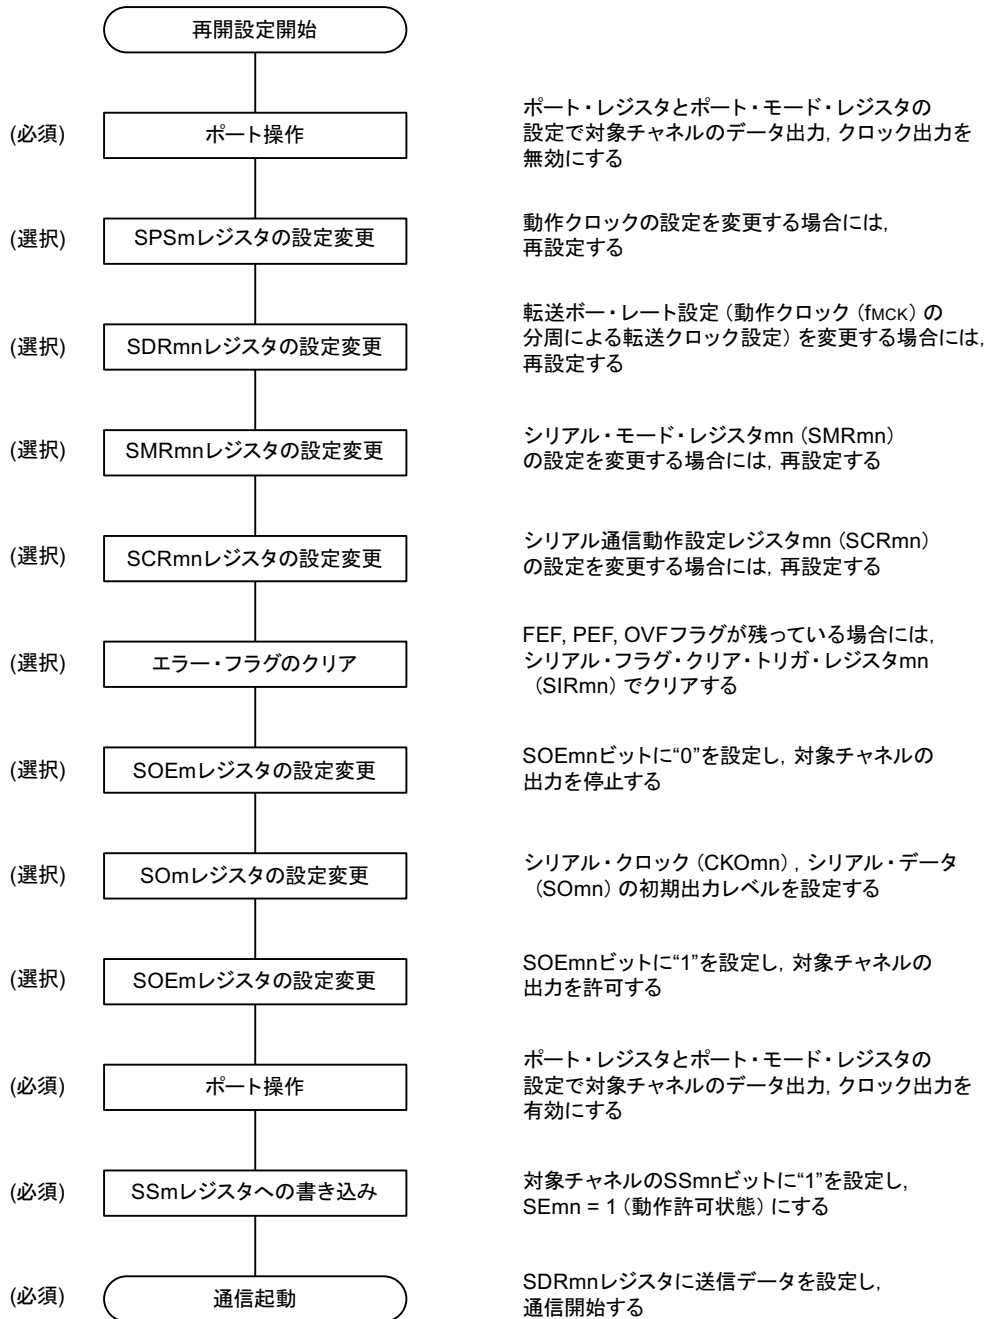 再開設定開始
(必須)
ポート操作
ポート・レジスタとポート・モード・レジスタの
設定で対象チャネルのデータ出力, クロック出力を
無効にする
(選択)
SPSmレジスタの設定変更
動作クロックの設定を変更する場合には,
再設定する
(選択)
SDRmnレジスタの設定変更
転送ボー・レート設定（動作クロック（fMCK）の
分周による転送クロック設定）を変更する場合には,
再設定する
(選択)
SMRmnレジスタの設定変更
シリアル・モード・レジスタmn（SMRmn）
の設定を変更する場合には, 再設定する
(選択)
SCRmnレジスタの設定変更
シリアル通信動作設定レジスタmn（SCRmn）
の設定を変更する場合には, 再設定する
(選択)
エラー・フラグのクリア
FEF, PEF, OVFフラグが残っている場合には,
シリアル・フラグ・クリア・トリガ・レジスタmn
（SIRmn）でクリアする
(選択)
SOEmレジスタの設定変更
SOEmnビットに“0”を設定し, 対象チャネルの
出力を停止する
(選択)
SOmレジスタの設定変更
シリアル・クロック（CKOmn）, シリアル・データ
（SOmn）の初期出力レベルを設定する
(選択)
SOEmレジスタの設定変更
SOEmnビットに“1”を設定し, 対象チャネルの
出力を許可する
(必須)
ポート操作
ポート・レジスタとポート・モード・レジスタの
設定で対象チャネルのデータ出力, クロック出力を
有効にする
(必須)
SSmレジスタへの書き込み
対象チャネルのSSmnビットに“1”を設定し,
SEmn = 1（動作許可状態）にする
(必須)
通信起動
SDRmnレジスタに送信データを設定し,
通信開始する